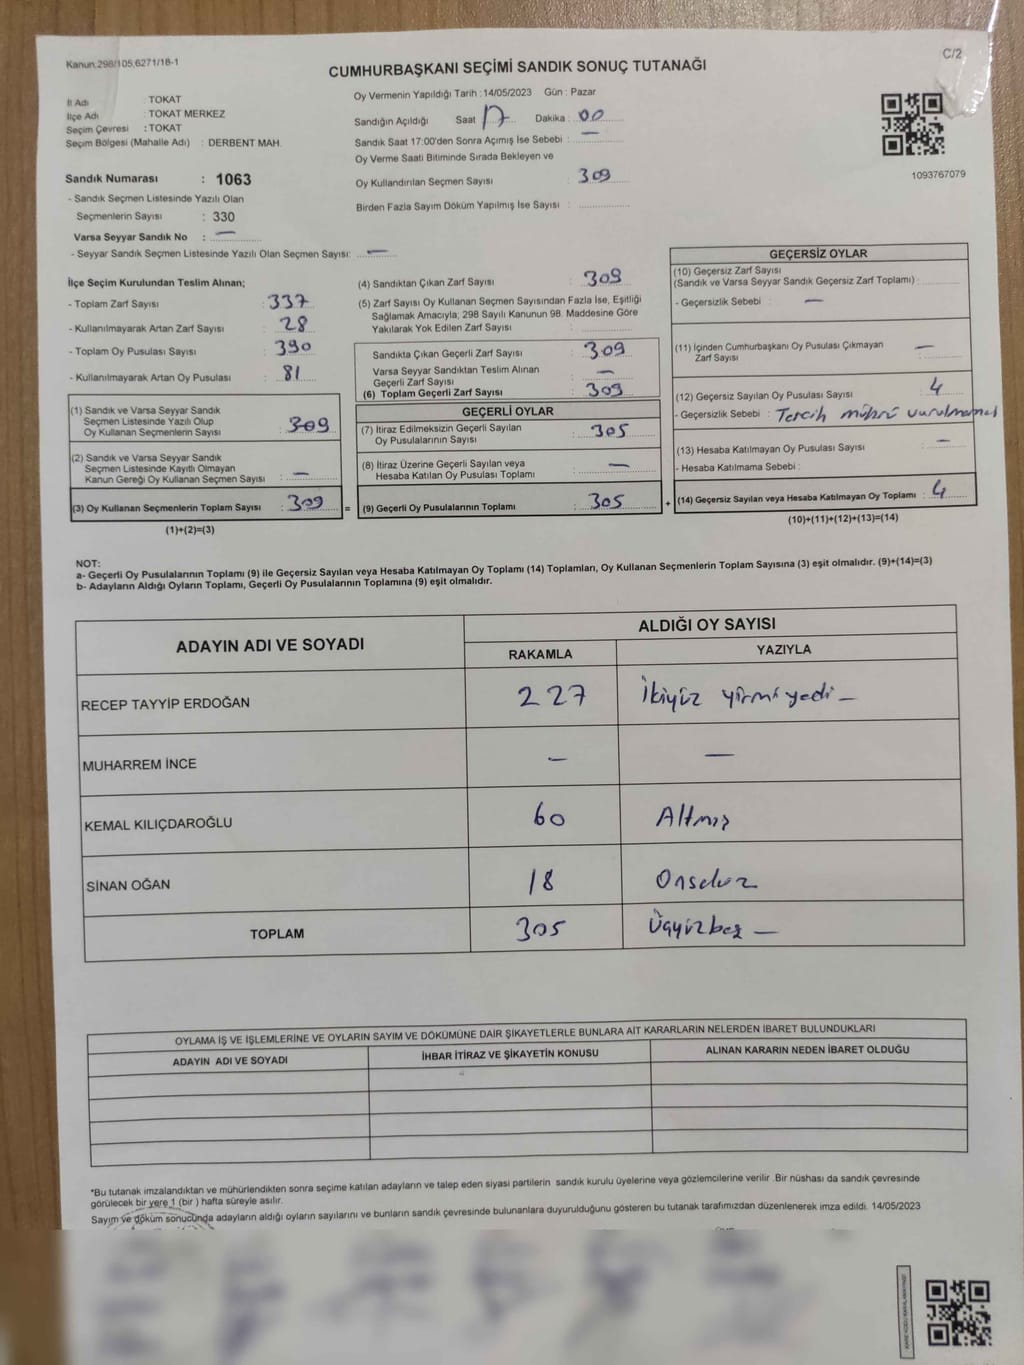 Kanun:298/105,6271/18-1
C/2
CUMHURBAŞKANI SEÇİMİ SANDIK SONUÇ TUTANAĞI
İl Adı : TOKAT
İlçe Adı : TOKAT MERKEZ
Seçim Çevresi : TOKAT
Seçim Bölgesi (Mahalle Adı) : DERBENT MAH.
Oy Vermenin Yapıldığı Tarih :14/05/2023 Gün : Pazar
Sandığın Açıldığı Saat 17 Dakika : 00
Sandık Saat 17:00'den Sonra Açımış İse Sebebi : —
Oy Verme Saati Bitiminde Sırada Bekleyen ve
Oy Kullandırılan Seçmen Sayısı : 309
Birden Fazla Sayım Döküm Yapılmış İse Sayısı :
1093767079
Sandık Numarası : 1063
- Sandık Seçmen Listesinde Yazılı Olan
Seçmenlerin Sayısı : 330
Varsa Seyyar Sandık No : —
- Seyyar Sandık Seçmen Listesinde Yazılı Olan Seçmen Sayısı: —
İlçe Seçim Kurulundan Teslim Alınan;
- Toplam Zarf Sayısı : 337
- Kullanılmayarak Artan Zarf Sayısı : 28
- Toplam Oy Pusulası Sayısı : 390
- Kullanılmayarak Artan Oy Pusulası : 81
(1) Sandık ve Varsa Seyyar Sandık
Seçmen Listesinde Yazılı Olup
Oy Kullanan Seçmenlerin Sayısı : 309
(2) Sandık ve Varsa Seyyar Sandık
Seçmen Listesinde Kayıtlı Olmayan
Kanun Gereği Oy Kullanan Seçmen Sayısı : —
(3) Oy Kullanan Seçmenlerin Toplam Sayısı : 309
(1)+(2)=(3)
(4) Sandıktan Çıkan Zarf Sayısı : 309
(5) Zarf Sayısı Oy Kullanan Seçmen Sayısından Fazla İse, Eşitliği
Sağlamak Amacıyla; 298 Sayılı Kanunun 98. Maddesine Göre
Yakılarak Yok Edilen Zarf Sayısı :
Sandıkta Çıkan Geçerli Zarf Sayısı : 309
Varsa Seyyar Sandıktan Teslim Alınan
Geçerli Zarf Sayısı : —
(6) Toplam Geçerli Zarf Sayısı : 309
GEÇERLİ OYLAR
(7) İtiraz Edilmeksizin Geçerli Sayılan
Oy Pusulalarının Sayısı : 305
(8) İtiraz Üzerine Geçerli Sayılan veya
Hesaba Katılan Oy Pusulası Toplamı : —
= (9) Geçerli Oy Pusulalarının Toplamı : 305 +
GEÇERSİZ OYLAR
(10) Geçersiz Zarf Sayısı
(Sandık ve Varsa Seyyar Sandık Geçersiz Zarf Toplamı) :
- Geçersizlik Sebebi : —
(11) İçinden Cumhurbaşkanı Oy Pusulası Çıkmayan
Zarf Sayısı : —
(12) Geçersiz Sayılan Oy Pusulası Sayısı : 4
- Geçersizlik Sebebi : Tercih mührü vurulmamat
(13) Hesaba Katılmayan Oy Pusulası Sayısı : —
- Hesaba Katılmama Sebebi :
(14) Geçersiz Sayılan veya Hesaba Katılmayan Oy Toplamı : 4
(10)+(11)+(12)+(13)=(14)
NOT:
a- Geçerli Oy Pusulalarının Toplamı (9) ile Geçersiz Sayılan veya Hesaba Katılmayan Oy Toplamı (14) Toplamları, Oy Kullanan Seçmenlerin Toplam Sayısına (3) eşit olmalıdır. (9)+(14)=(3)
b- Adayların Aldığı Oyların Toplamı, Geçerli Oy Pusulalarının Toplamına (9) eşit olmalıdır.
ADAYIN ADI VE SOYADI ALDIĞI OY SAYISI
RAKAMLA YAZIYLA
RECEP TAYYİP ERDOĞAN 227 İkiyüz yirmi yedi —
MUHARREM İNCE — —
KEMAL KILIÇDAROĞLU 60 Altmış
SİNAN OĞAN 18 Onsekiz
TOPLAM 305 Üçyüzbeş —
OYLAMA İŞ VE İŞLEMLERİNE VE OYLARIN SAYIM VE DÖKÜMÜNE DAİR ŞİKAYETLERLE BUNLARA AİT KARARLARIN NELERDEN İBARET BULUNDUKLARI
ADAYIN ADI VE SOYADI İHBAR İTİRAZ VE ŞİKAYETİN KONUSU ALINAN KARARIN NEDEN İBARET OLDUĞU
*Bu tutanak imzalandıktan ve mühürlendikten sonra seçime katılan adayların ve talep eden siyasi partilerin sandık kurulu üyelerine veya gözlemcilerine verilir .Bir nüshası da sandık çevresinde
görülecek bir yere 1 (bir ) hafta süreyle asılır.
Sayım ve döküm sonucunda adayların aldığı oyların sayılarını ve bunların sandık çevresinde bulunanlara duyurulduğunu gösteren bu tutanak tarafımızdan düzenlenerek imza edildi. 14/05/2023